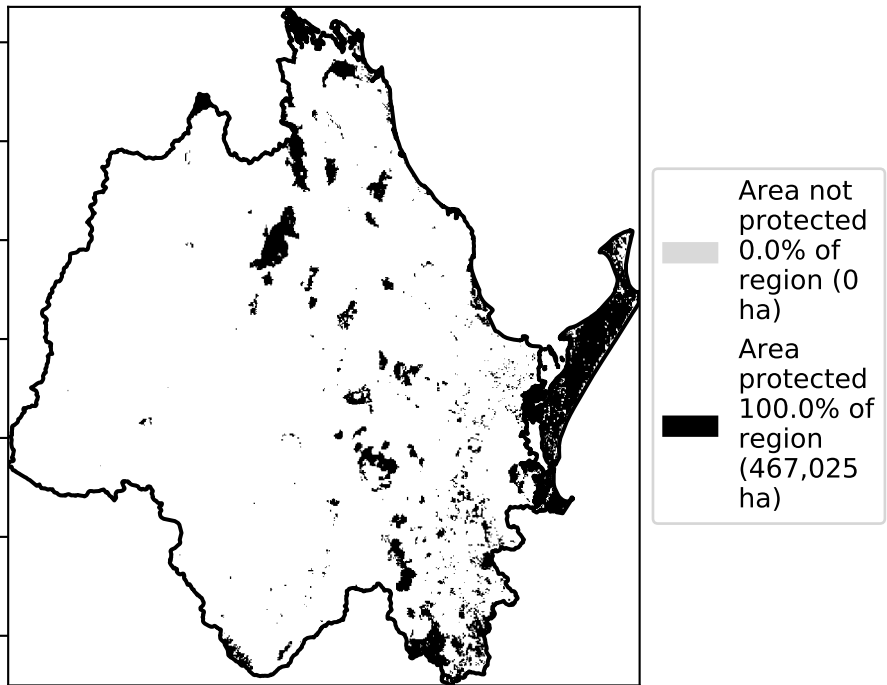 Area not
protected
0.0% of
region (0
ha)
Area
protected
100.0% of
region
(467,025
ha)